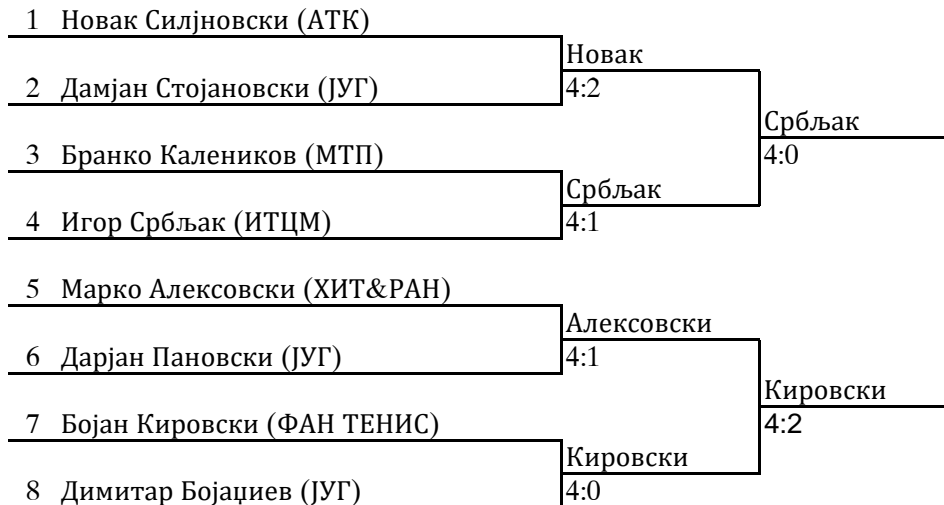 1 Новак Силјновски (АТК)
Новак
2 Дамјан Стојановски (ЈУГ)
4:2
Србљак
3 Бранко Калеников (МТП)
4:0
Србљак
4 Игор Србљак (ИТЦМ)
4:1
5 Марко Алексовски (ХИТ&РАН)
Алексовски
6 Дарјан Пановски (ЈУГ)
4:1
Кировски
7 Бојан Кировски (ФАН ТЕНИС)
4:2
Кировски
8 Димитар Бојаџиев (ЈУГ)
4:0